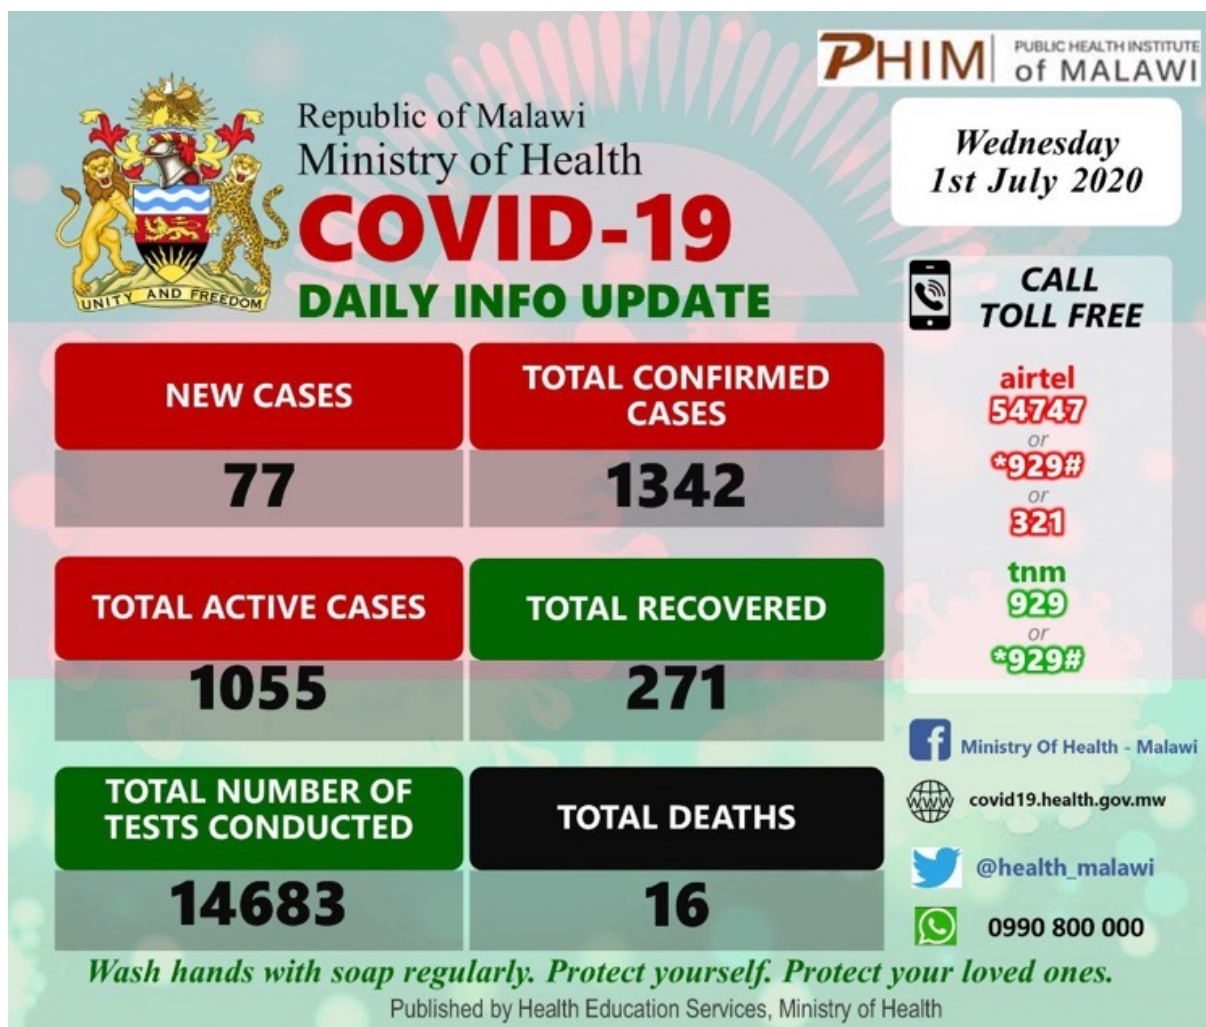 PHIM
PUBLIC HEALTH INSTITUTE
of MALAWI
Republic of Malawi
Ministry of Health
COVID-19
DAILY INFO UPDATE
UNITY AND FREEDOM
Wednesday
1st July 2020
CALL
TOLL FREE
airtel
54747
or
*929#
or
321
tnm
929
or
*929#
NEW CASES
77
TOTAL CONFIRMED
CASES
1342
TOTAL ACTIVE CASES
1055
TOTAL RECOVERED
271
TOTAL NUMBER OF
TESTS CONDUCTED
14683
TOTAL DEATHS
16
f
Ministry Of Health - Malawi
www
covid19.health.gov.mw
@health_malawi
0990 800 000
Wash hands with soap regularly. Protect yourself. Protect your loved ones.
Published by Health Education Services, Ministry of Health